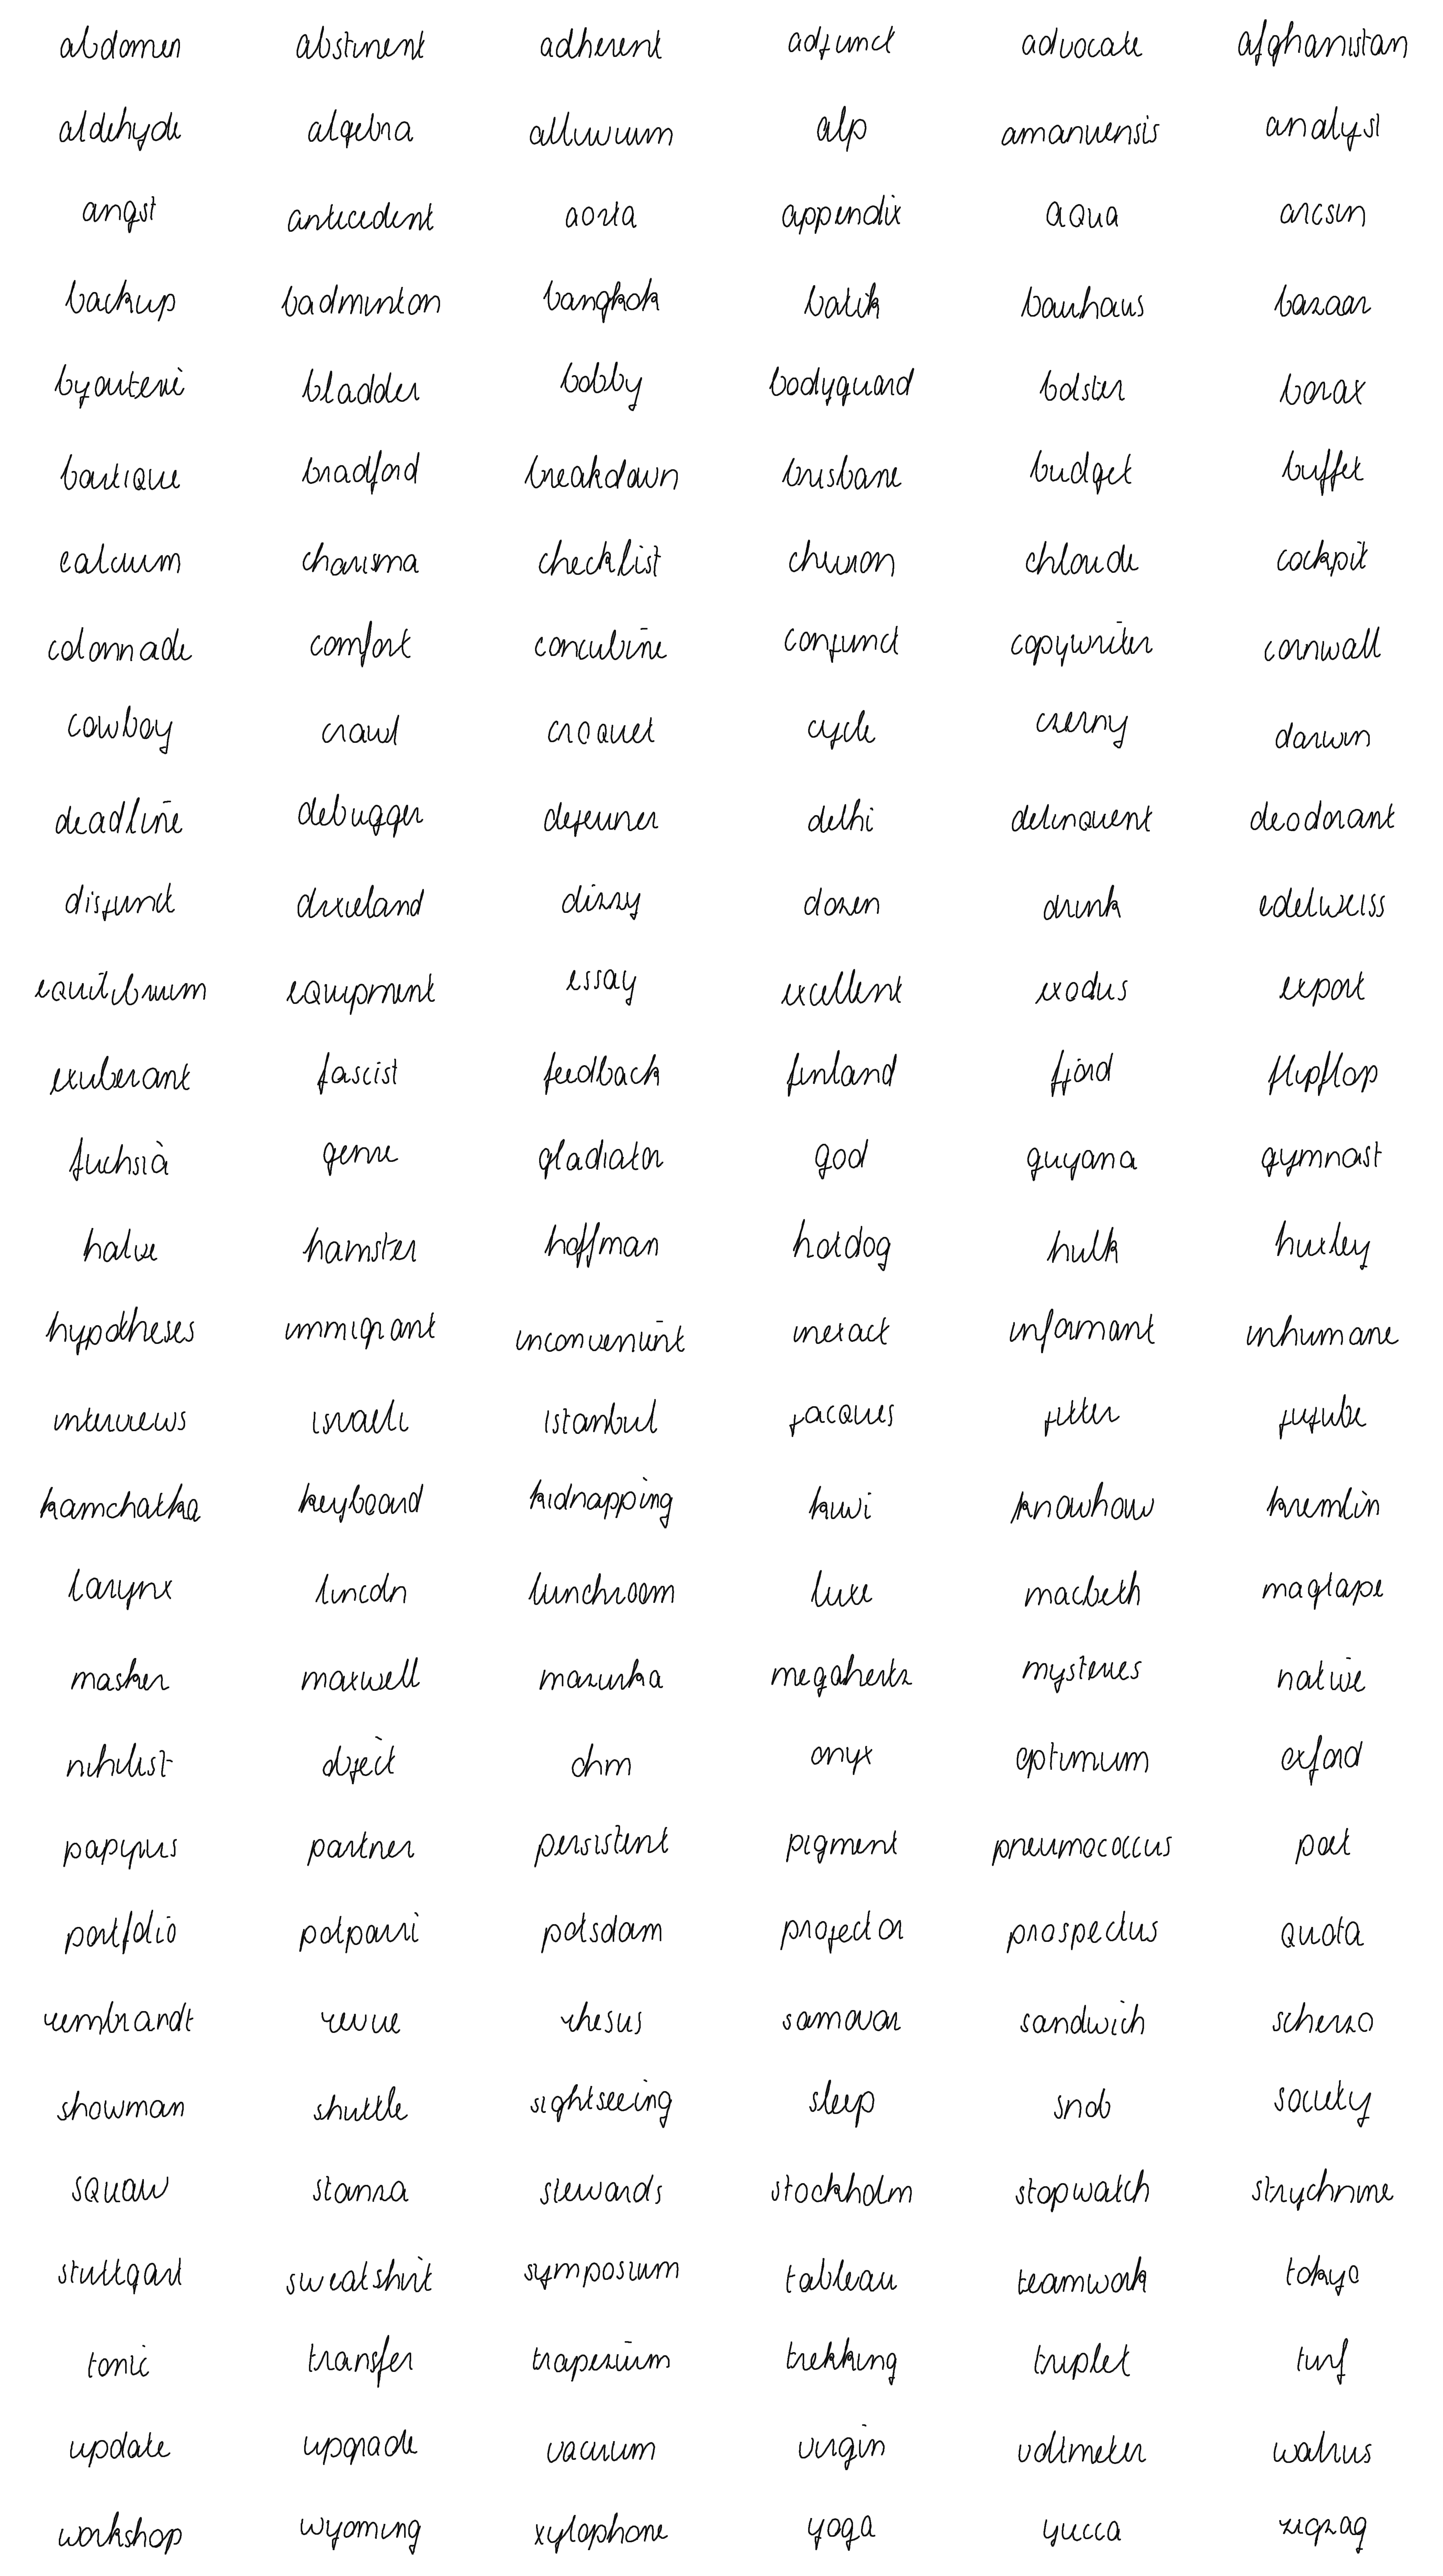 abdomen abstinent adherent adjunct advocate afghanistan
aldehyde algebra alluvium alp amanuensis analyst
angst antecedent aorta appendix aqua arcsin
backup badminton bangkok batik bauhaus bazaar
byouterie bladder bobby bodyguard bolster borax
boutique bradford breakdown brisbane budget buffet
calcium charisma checklist chevron chloride cockpit
colonnade comfort concubine conjunct copywriter cornwall
cowboy crawl croquet cycle czerny darwin
deadline debugger dejeuner delhi delinquent deodorant
disjunct dixieland dizzy dozen drink edelweiss
equilibrium equipment essay excellent exodus export
exuberant fascist feedback finland fjord flipflop
fuchsia genre gladiator god guyana gymnast
halve hamster hoffman hotdog hulk huxley
hypotheses immigrant inconvenient inexact informant inhumane
interviews israeli istanbul jacques jitter jujube
kamchatka keyboard kidnapping kiwi knowhow kremlin
larynx lincoln lunchroom luxe macbeth magtape
masker maxwell mazurka megahertz mysteries native
nihilist object ohm onyx optimum oxford
papyrus partner persistent pigment pneumococcus poet
portfolio potpourri potsdam projector prospectus quota
rembrandt revue rhesus samovar sandwich scherzo
showman shuttle sightseeing sleep snob society
squaw stanza stewards stockholm stopwatch strychnine
stuttgart sweatshirt symposium tableau teamwork tokyo
tonic transfer trapezium trekking triplet turf
update upgrade vacuum virgin voltmeter walrus
workshop wyoming xylophone yoga yucca zigzag